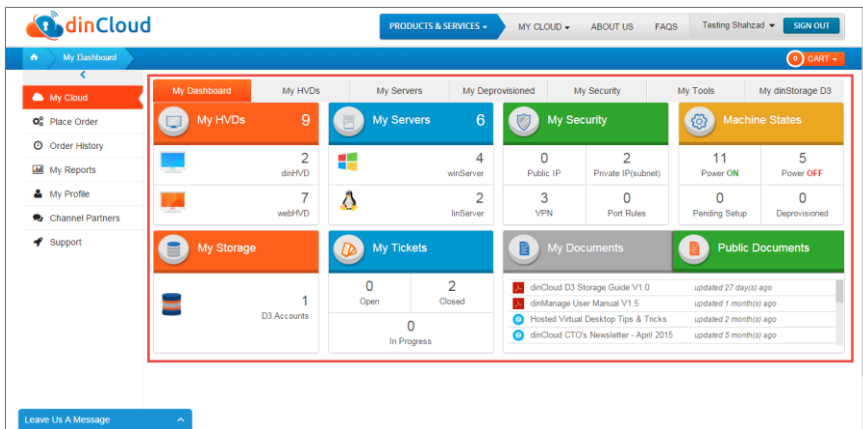 dinCloud
PRODUCTS & SERVICES MY CLOUD ABOUT US FAQS Testing Shahzad SIGN OUT
My Dashboard 0 CART
My Cloud
Place Order
Order History
My Reports
My Profile
Channel Partners
Support
My Dashboard My HVDs My Servers My Deprovisioned My Security My Tools My dinStorage D3
My HVDs 9
2
dinHVD
7
webHVD
My Servers 6
4
winServer
2
linServer
My Security
0 2
Public IP Private IP(subnet)
3 0
VPN Port Rules
Machine States
11 5
Power ON Power OFF
0 0
Pending Setup Deprovisioned
My Storage
1
D3 Accounts
My Tickets
0 2
Open Closed
0
In Progress
My Documents Public Documents
dinCloud D3 Storage Guide V1.0 updated 27 day(s) ago
dinManage User Manual V1.5 updated 1 month(s) ago
Hosted Virtual Desktop Tips & Tricks updated 2 month(s) ago
dinCloud CTO's Newsletter - April 2015 updated 5 month(s) ago
Leave Us A Message